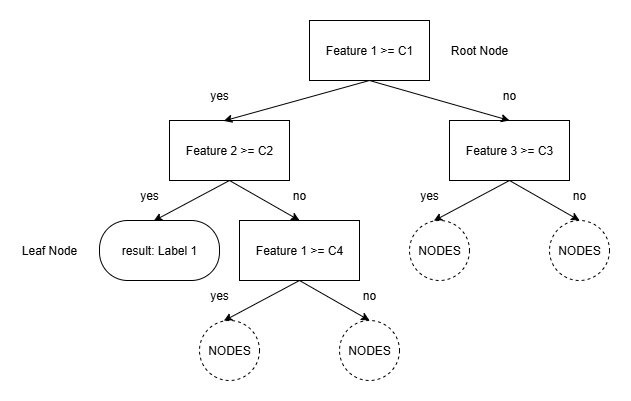 Feature 1 >= C1
Root Node
yes
no
Feature 2 >= C2
Feature 3 >= C3
yes
no
yes
no
Leaf Node
result: Label 1
Feature 1 >= C4
NODES
NODES
yes
no
NODES
NODES